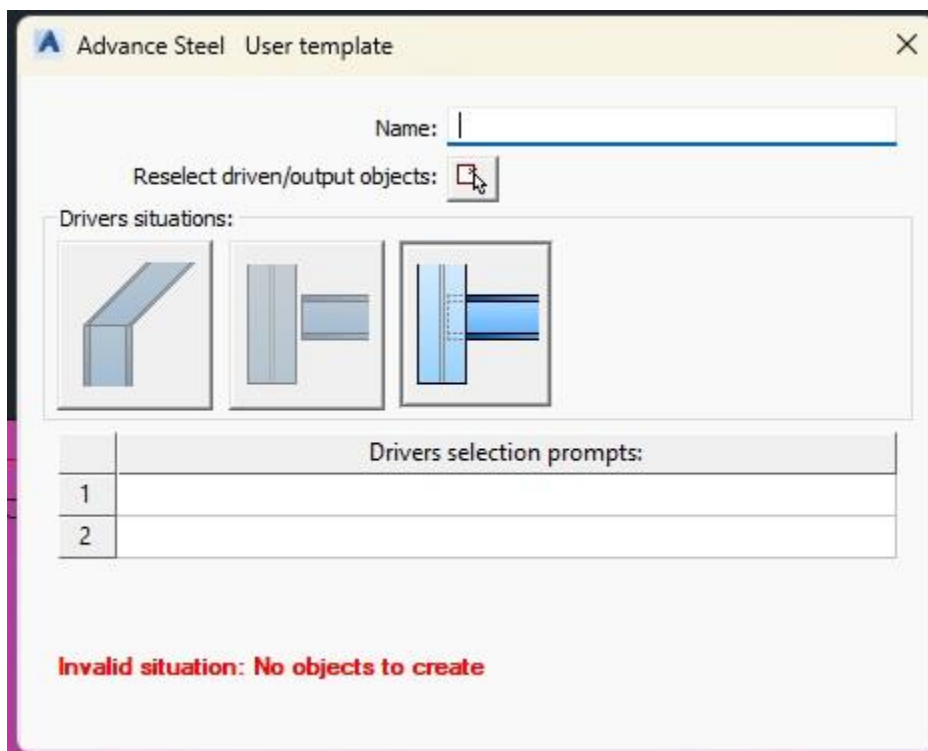 Advance Steel User template
Name:
Reselect driven/output objects:
Drivers situations:
Drivers selection prompts:
1
2
Invalid situation: No objects to create